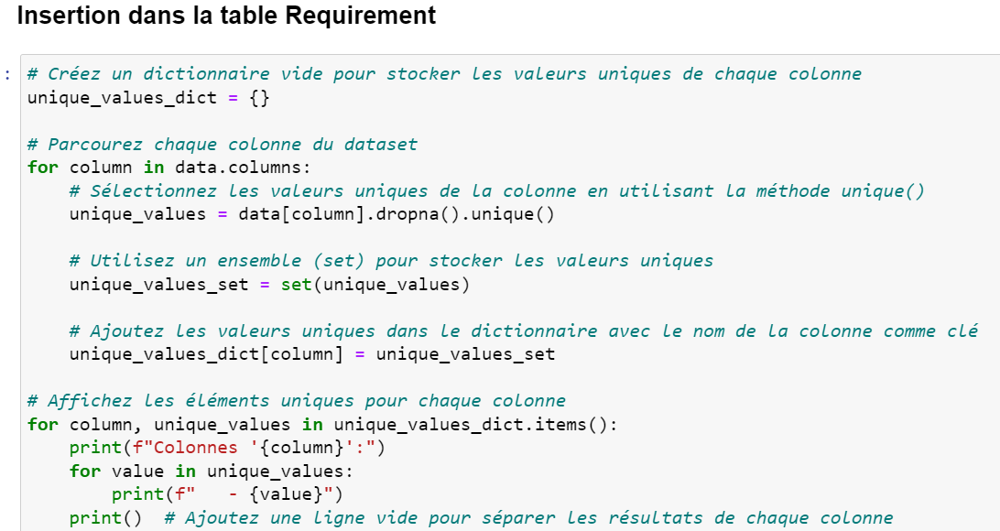 Insertion dans la table Requirement
: # Créez un dictionnaire vide pour stocker les valeurs uniques de chaque colonne
unique_values_dict = {}
# Parcourez chaque colonne du dataset
for column in data.columns:
    # Sélectionnez les valeurs uniques de la colonne en utilisant la méthode unique()
    unique_values = data[column].dropna().unique()
    # Utilisez un ensemble (set) pour stocker les valeurs uniques
    unique_values_set = set(unique_values)
    # Ajoutez les valeurs uniques dans le dictionnaire avec le nom de la colonne comme clé
    unique_values_dict[column] = unique_values_set
# Affichez les éléments uniques pour chaque colonne
for column, unique_values in unique_values_dict.items():
    print(f"Colonnes '{column}':")
    for value in unique_values:
        print(f"   - {value}")
    print()  # Ajoutez une ligne vide pour séparer les résultats de chaque colonne